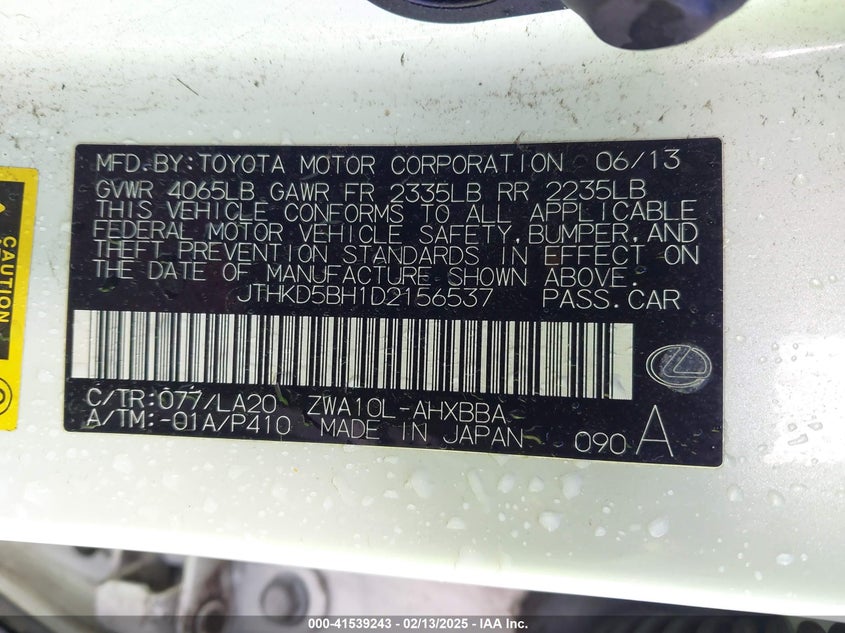 MFD.BY:TOYOTA MOTOR CORPORATION 06/13
GVWR 4065LB GAWR FR 2335LB RR 2235LB
THIS VEHICLE CONFORMS TO ALL APPLICABLE
FEDERAL MOTOR VEHICLE SAFETY,BUMPER,AND
THEFT PREVENTION STANDARDS IN EFFECT ON
THE DATE OF MANUFACTURE SHOWN ABOVE.
JTHKD5BH1D2156537 PASS.CAR
C/TR:077/LA20 ZWA10L-AHXBBA
A/TM:-01A/P410 MADE IN JAPAN 090 A
CAUTION
000-41539243 - 02/13/2025 - IAAI.com